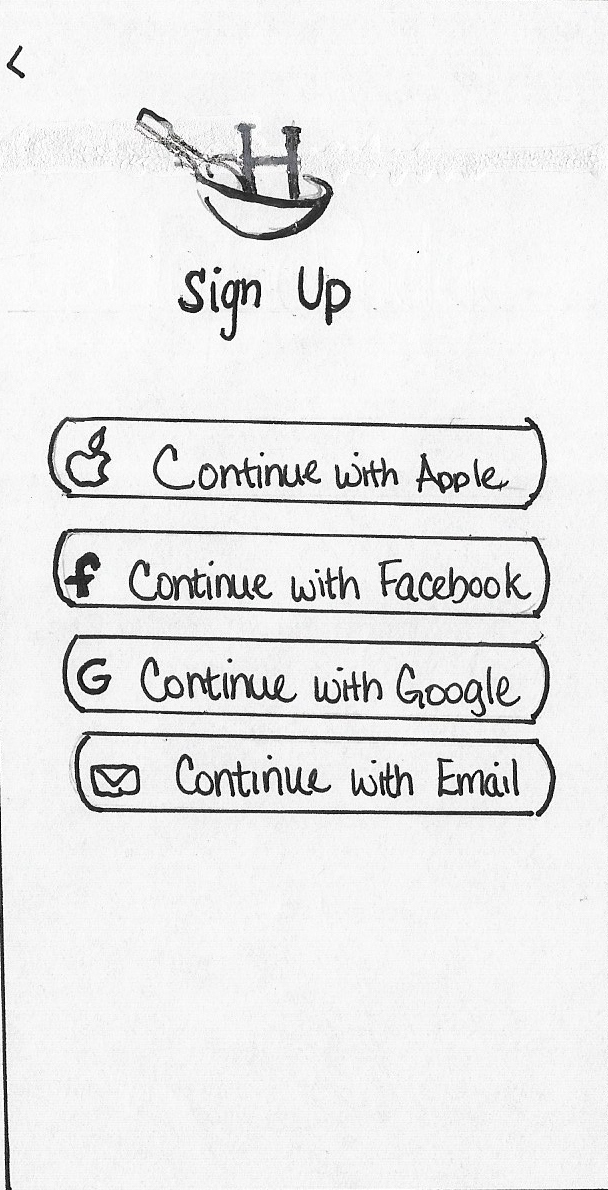 <
H
Sign Up
Continue with Apple
f Continue with Facebook
G Continue with Google
Continue with Email